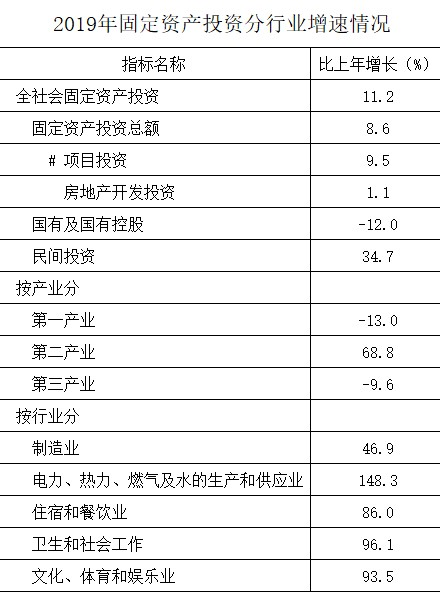 2019年固定资产投资分行业增速情况
指标名称 比上年增长（%）
全社会固定资产投资 11.2
固定资产投资总额 8.6
# 项目投资 9.5
房地产开发投资 1.1
国有及国有控股 -12.0
民间投资 34.7
按产业分
第一产业 -13.0
第二产业 68.8
第三产业 -9.6
按行业分
制造业 46.9
电力、热力、燃气及水的生产和供应业 148.3
住宿和餐饮业 86.0
卫生和社会工作 96.1
文化、体育和娱乐业 93.5